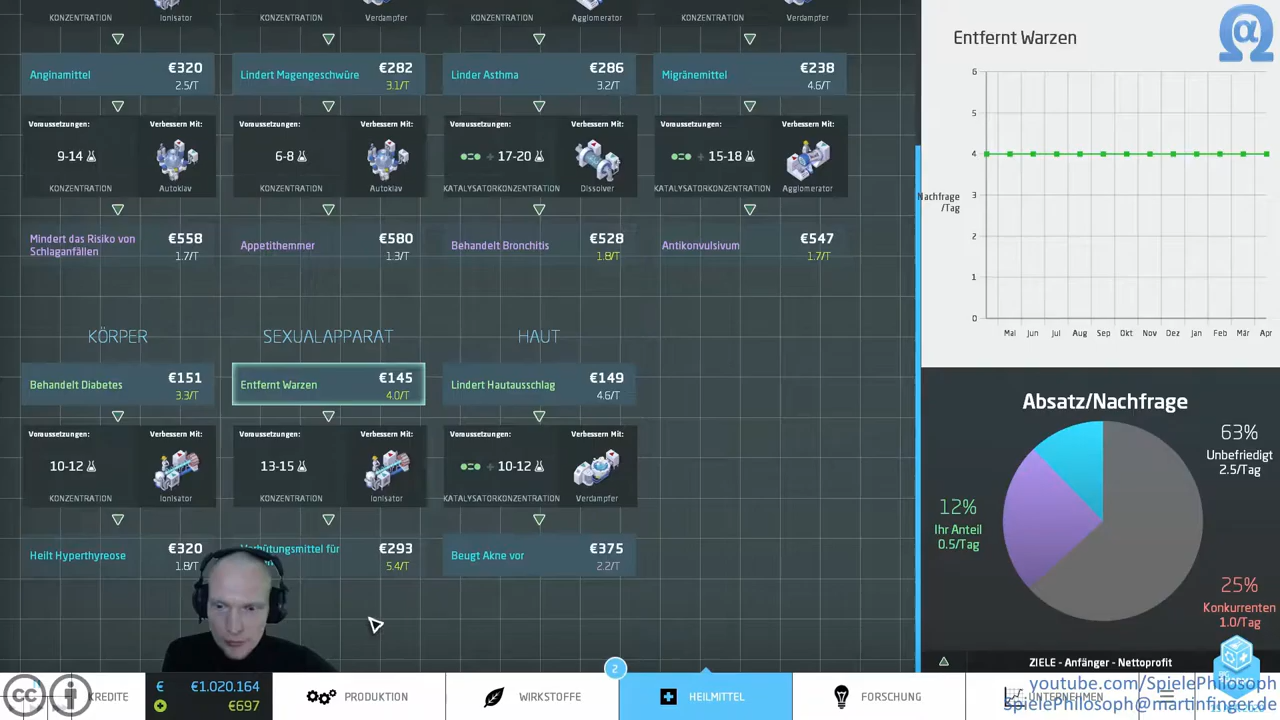 KONZENTRATION Ionisator
KONZENTRATION Verdampfer
KONZENTRATION Agglomerator
KONZENTRATION Verdampfer
Anginamittel €320
2.5/T
Lindert Magengeschwüre €282
3.1/T
Linder Asthma €286
3.2/T
Migränemittel €238
4.6/T
Voraussetzungen: Verbessern Mit:
9-14
KONZENTRATION Autoklav
Voraussetzungen: Verbessern Mit:
6-8
KONZENTRATION Autoklav
Voraussetzungen: Verbessern Mit:
+ 17-20
KATALYSATORKONZENTRATION Dissolver
Voraussetzungen: Verbessern Mit:
+ 15-18
KATALYSATORKONZENTRATION Agglomerator
Mindert das Risiko von €558
Schlaganfällen 1.7/T
Appetithemmer €580
1.3/T
Behandelt Bronchitis €528
1.8/T
Antikonvulsivum €547
1.7/T
KÖRPER
SEXUALAPPARAT
HAUT
Behandelt Diabetes €151
3.3/T
Entfernt Warzen €145
4.0/T
Lindert Hautausschlag €149
4.6/T
Voraussetzungen: Verbessern Mit:
10-12
KONZENTRATION Ionisator
Voraussetzungen: Verbessern Mit:
13-15
KONZENTRATION Ionisator
Voraussetzungen: Verbessern Mit:
+ 10-12
KATALYSATORKONZENTRATION Verdampfer
Heilt Hyperthyreose €320
1.8/T
für €293
5.4/T
Beugt Akne vor €375
2.2/T
Entfernt Warzen
α
Ω
6
5
4
3
2
1
0
Nachfrage
/Tag
Mai Jun Jul Aug Sep Okt Nov Dez Jan Feb Mär Apr
Absatz/Nachfrage
63%
Unbefriedigt
2.5/Tag
12%
Ihr Anteil
0.5/Tag
25%
Konkurrenten
1.0/Tag
ZIELE - Anfänger - Nettoprofit
cc
KREDITE
€ €1.020.164
€697
PRODUKTION
WIRKSTOFFE
2
HEILMITTEL
FORSCHUNG
UNTERNEHMEN
youtube.com/SpielePhilosoph
SpielePhilosoph@martinfinger.de